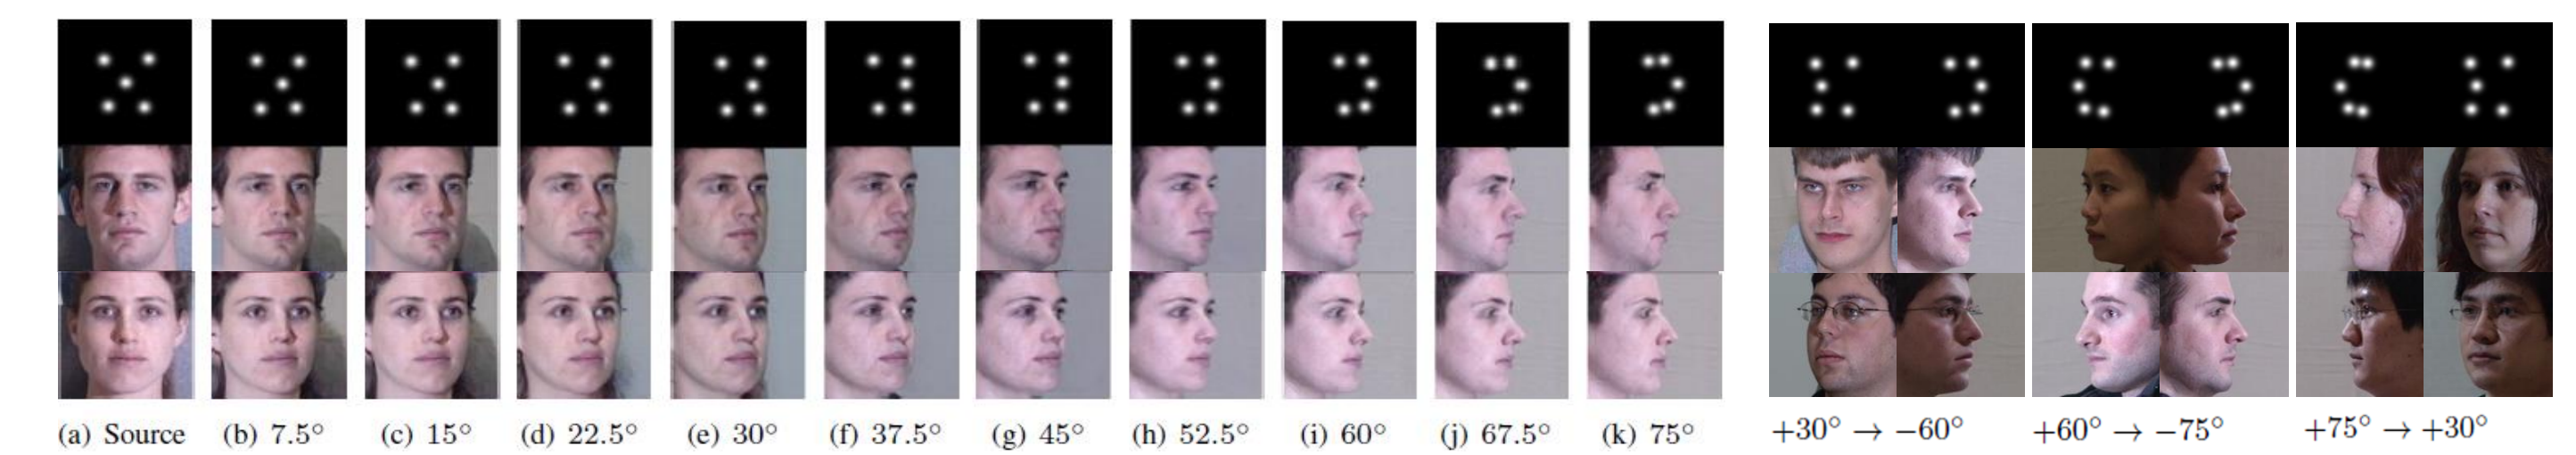 (a) Source
(b) 7.5°
(c) 15°
(d) 22.5°
(e) 30°
(f) 37.5°
(g) 45°
(h) 52.5°
(i) 60°
(j) 67.5°
(k) 75°
+30° → −60°
+60° → −75°
+75° → +30°